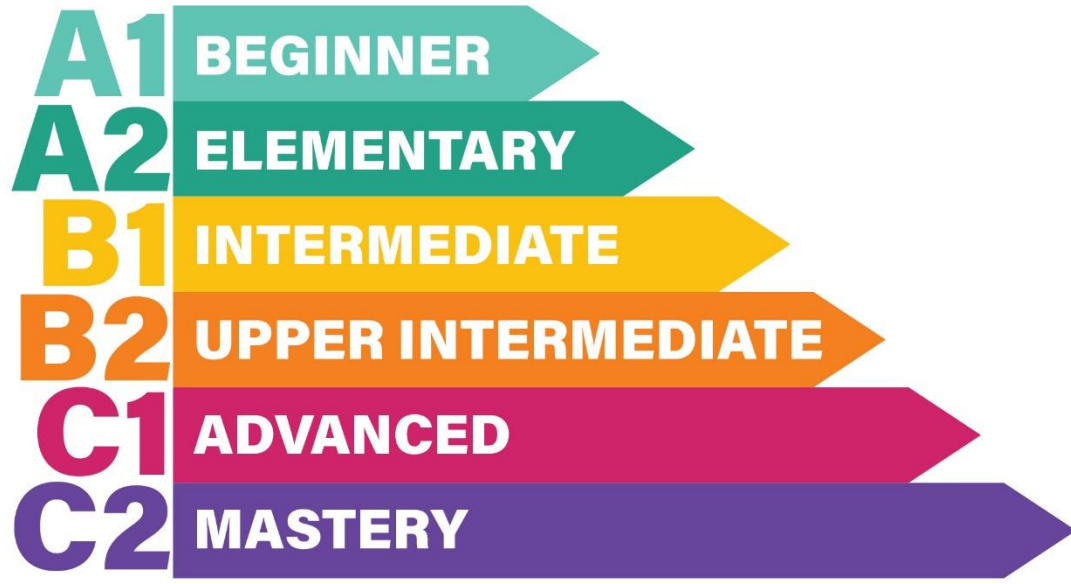 A1 BEGINNER
A2 ELEMENTARY
B1 INTERMEDIATE
B2 UPPER INTERMEDIATE
C1 ADVANCED
C2 MASTERY